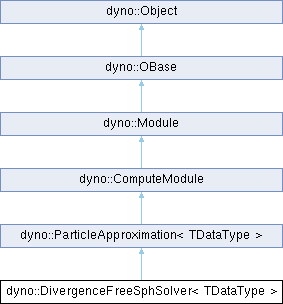 dyno::Object
dyno::OBase
dyno::Module
dyno::ComputeModule
dyno::ParticleApproximation< TDataType >
dyno::DivergenceFreeSphSolver< TDataType >